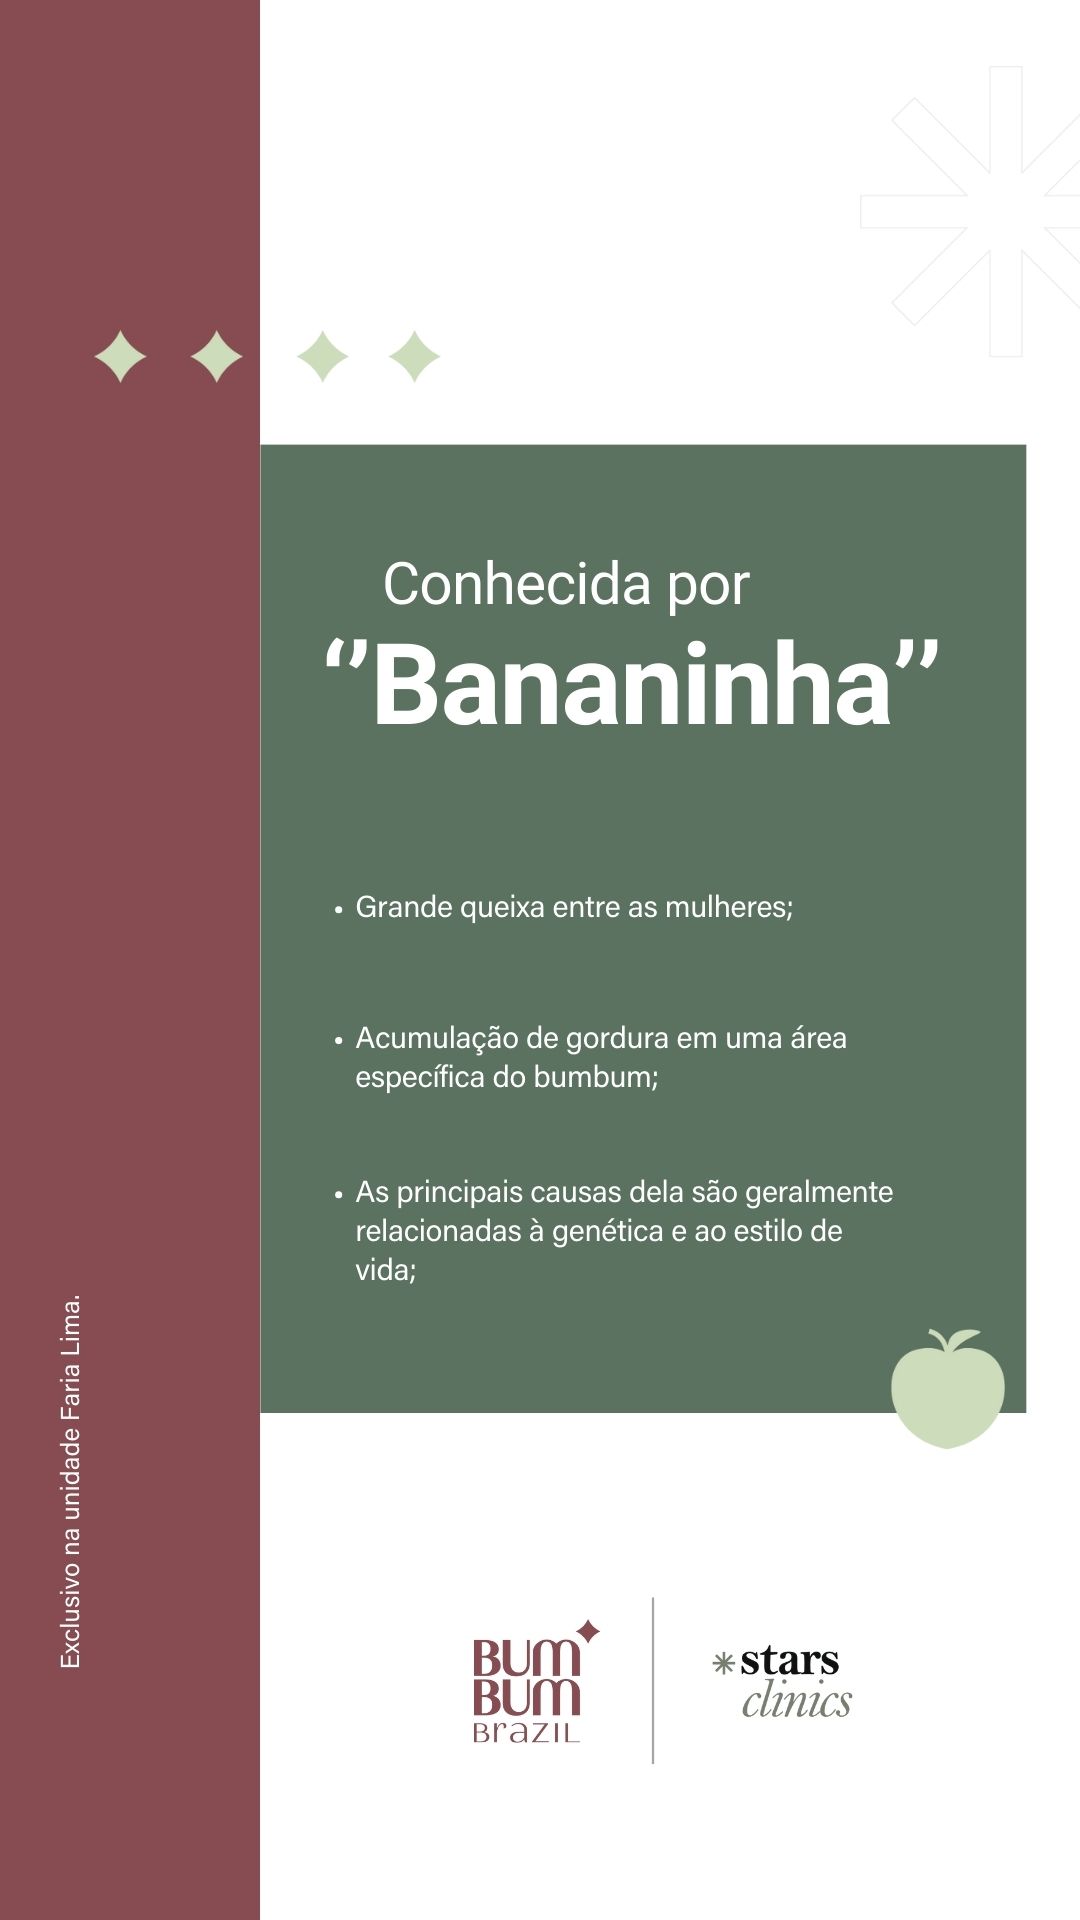 Conhecida por
‘’Bananinha’’
• Grande queixa entre as mulheres;
• Acumulação de gordura em uma área
específica do bumbum;
• As principais causas dela são geralmente
relacionadas à genética e ao estilo de
vida;
Exclusivo na unidade Faria Lima.
BUM
BUM
BraZIL
stars
clinics